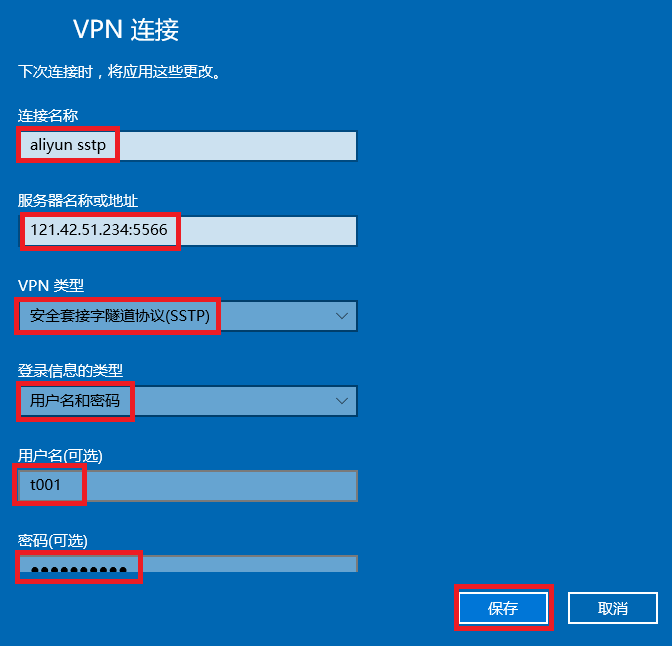 VPN 连接
下次连接时，将应用这些更改。
连接名称
aliyun sstp
服务器名称或地址
121.42.51.234:5566
VPN 类型
安全套接字隧道协议(SSTP)
登录信息的类型
用户名和密码
用户名(可选)
t001
密码(可选)
●●●●●●●●●●
保存
取消